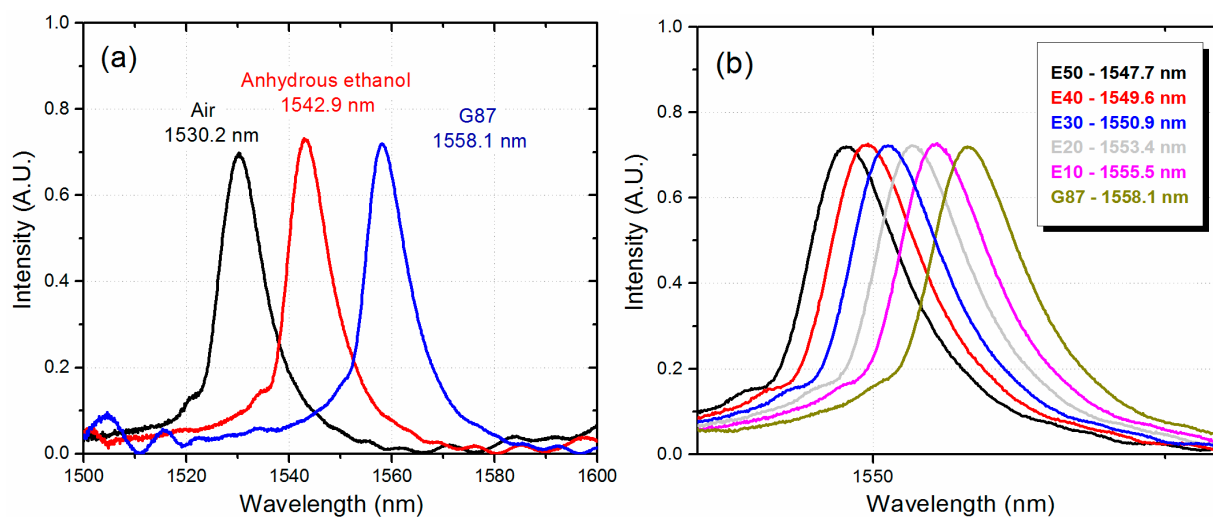 (a)
Air
1530.2 nm
Anhydrous ethanol
1542.9 nm
G87
1558.1 nm
1.0
0.8
0.6
0.4
0.2
0.0
Intensity (A.U.)
1500
1520
1540
1560
1580
1600
Wavelength (nm)
(b)
E50 - 1547.7 nm
E40 - 1549.6 nm
E30 - 1550.9 nm
E20 - 1553.4 nm
E10 - 1555.5 nm
G87 - 1558.1 nm
1.0
0.8
0.6
0.4
0.2
0.0
Intensity (A.U.)
1550
Wavelength (nm)